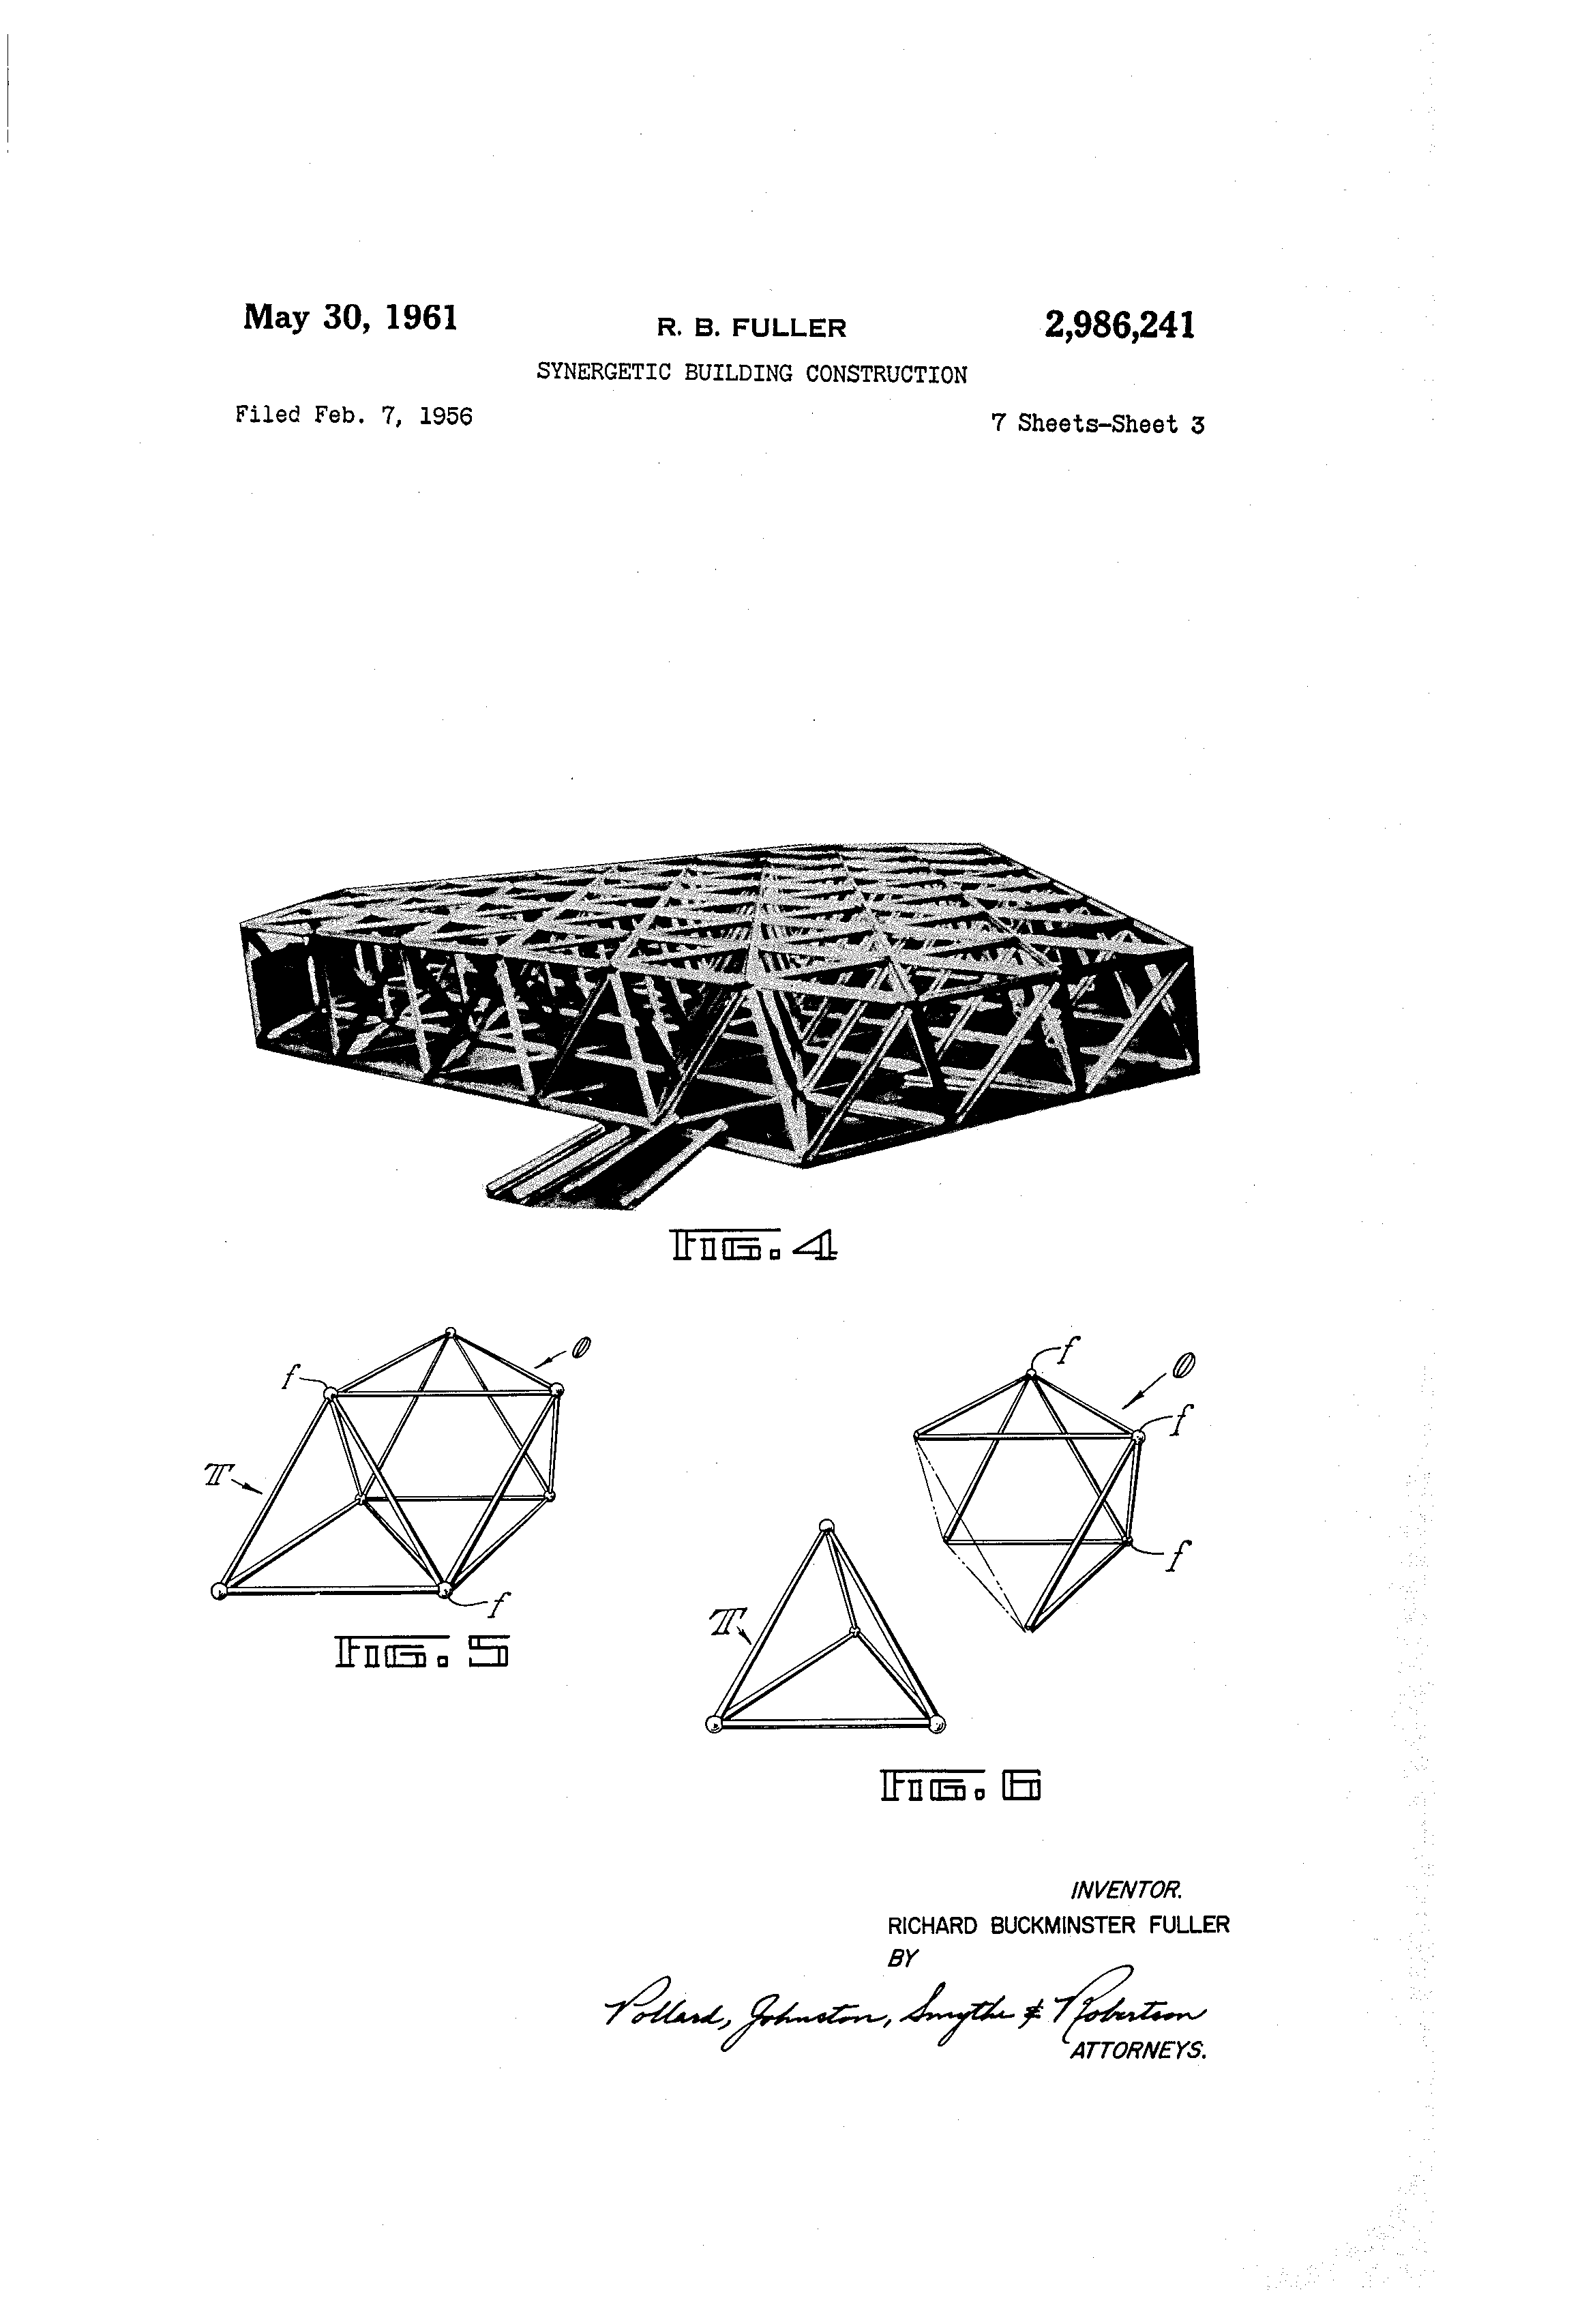 May 30, 1961
R. B. FULLER
2,986,241
SYNERGETIC BUILDING CONSTRUCTION
Filed Feb. 7, 1956
7 Sheets-Sheet 3
FIG. 4
f
O
T
f
FIG. 5
f
O
f
f
T
FIG. 6
INVENTOR.
RICHARD BUCKMINSTER FULLER
BY
Pollard, Johnston, Smythe & Robertson
ATTORNEYS.